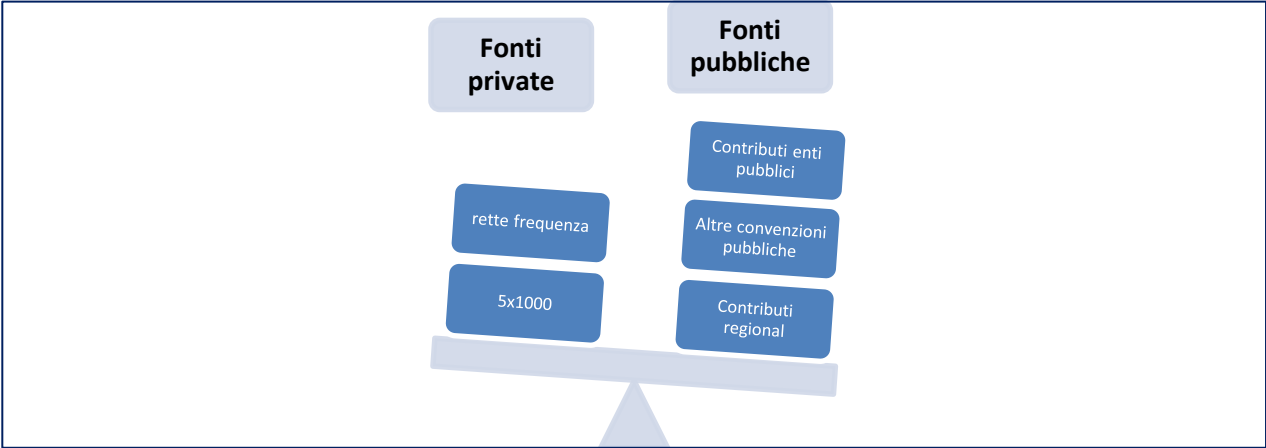 Fonti
private
Fonti
pubbliche
rette frequenza
5x1000
Contributi enti
pubblici
Altre convenzioni
pubbliche
Contributi
regional